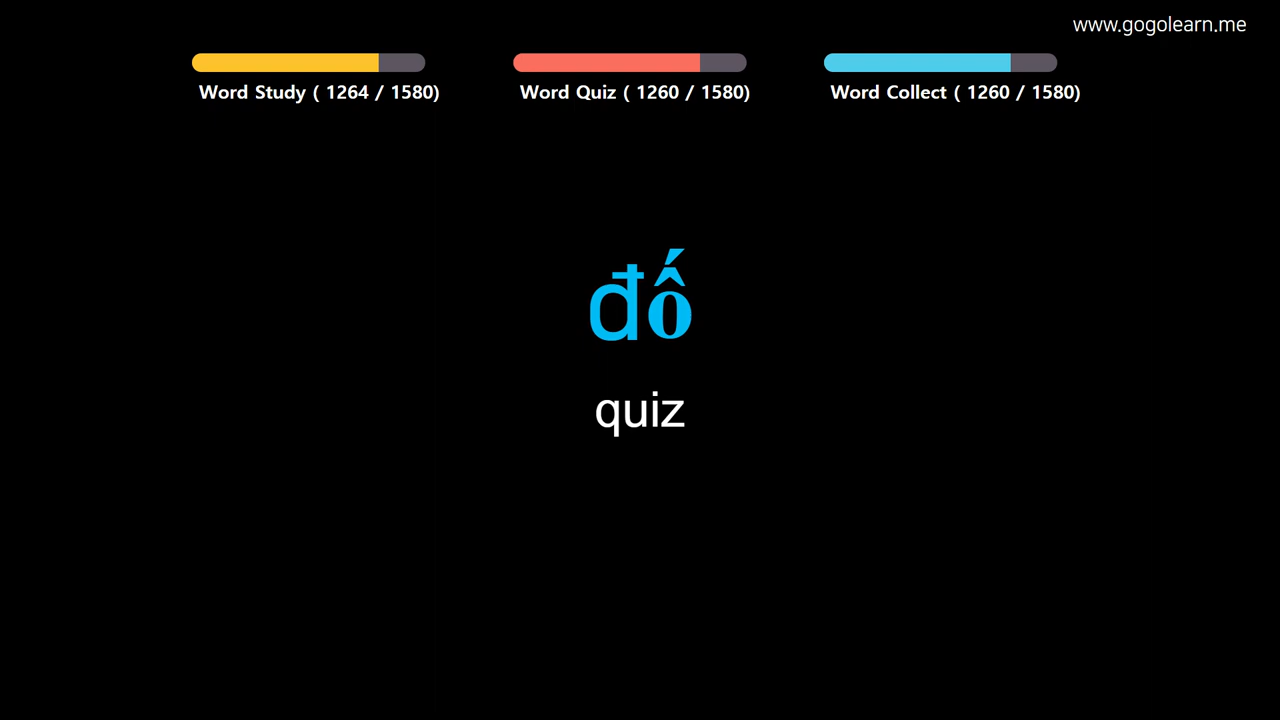 www.gogolearn.me
Word Study ( 1264 / 1580)
Word Quiz ( 1260 / 1580)
Word Collect ( 1260 / 1580)
đố
quiz